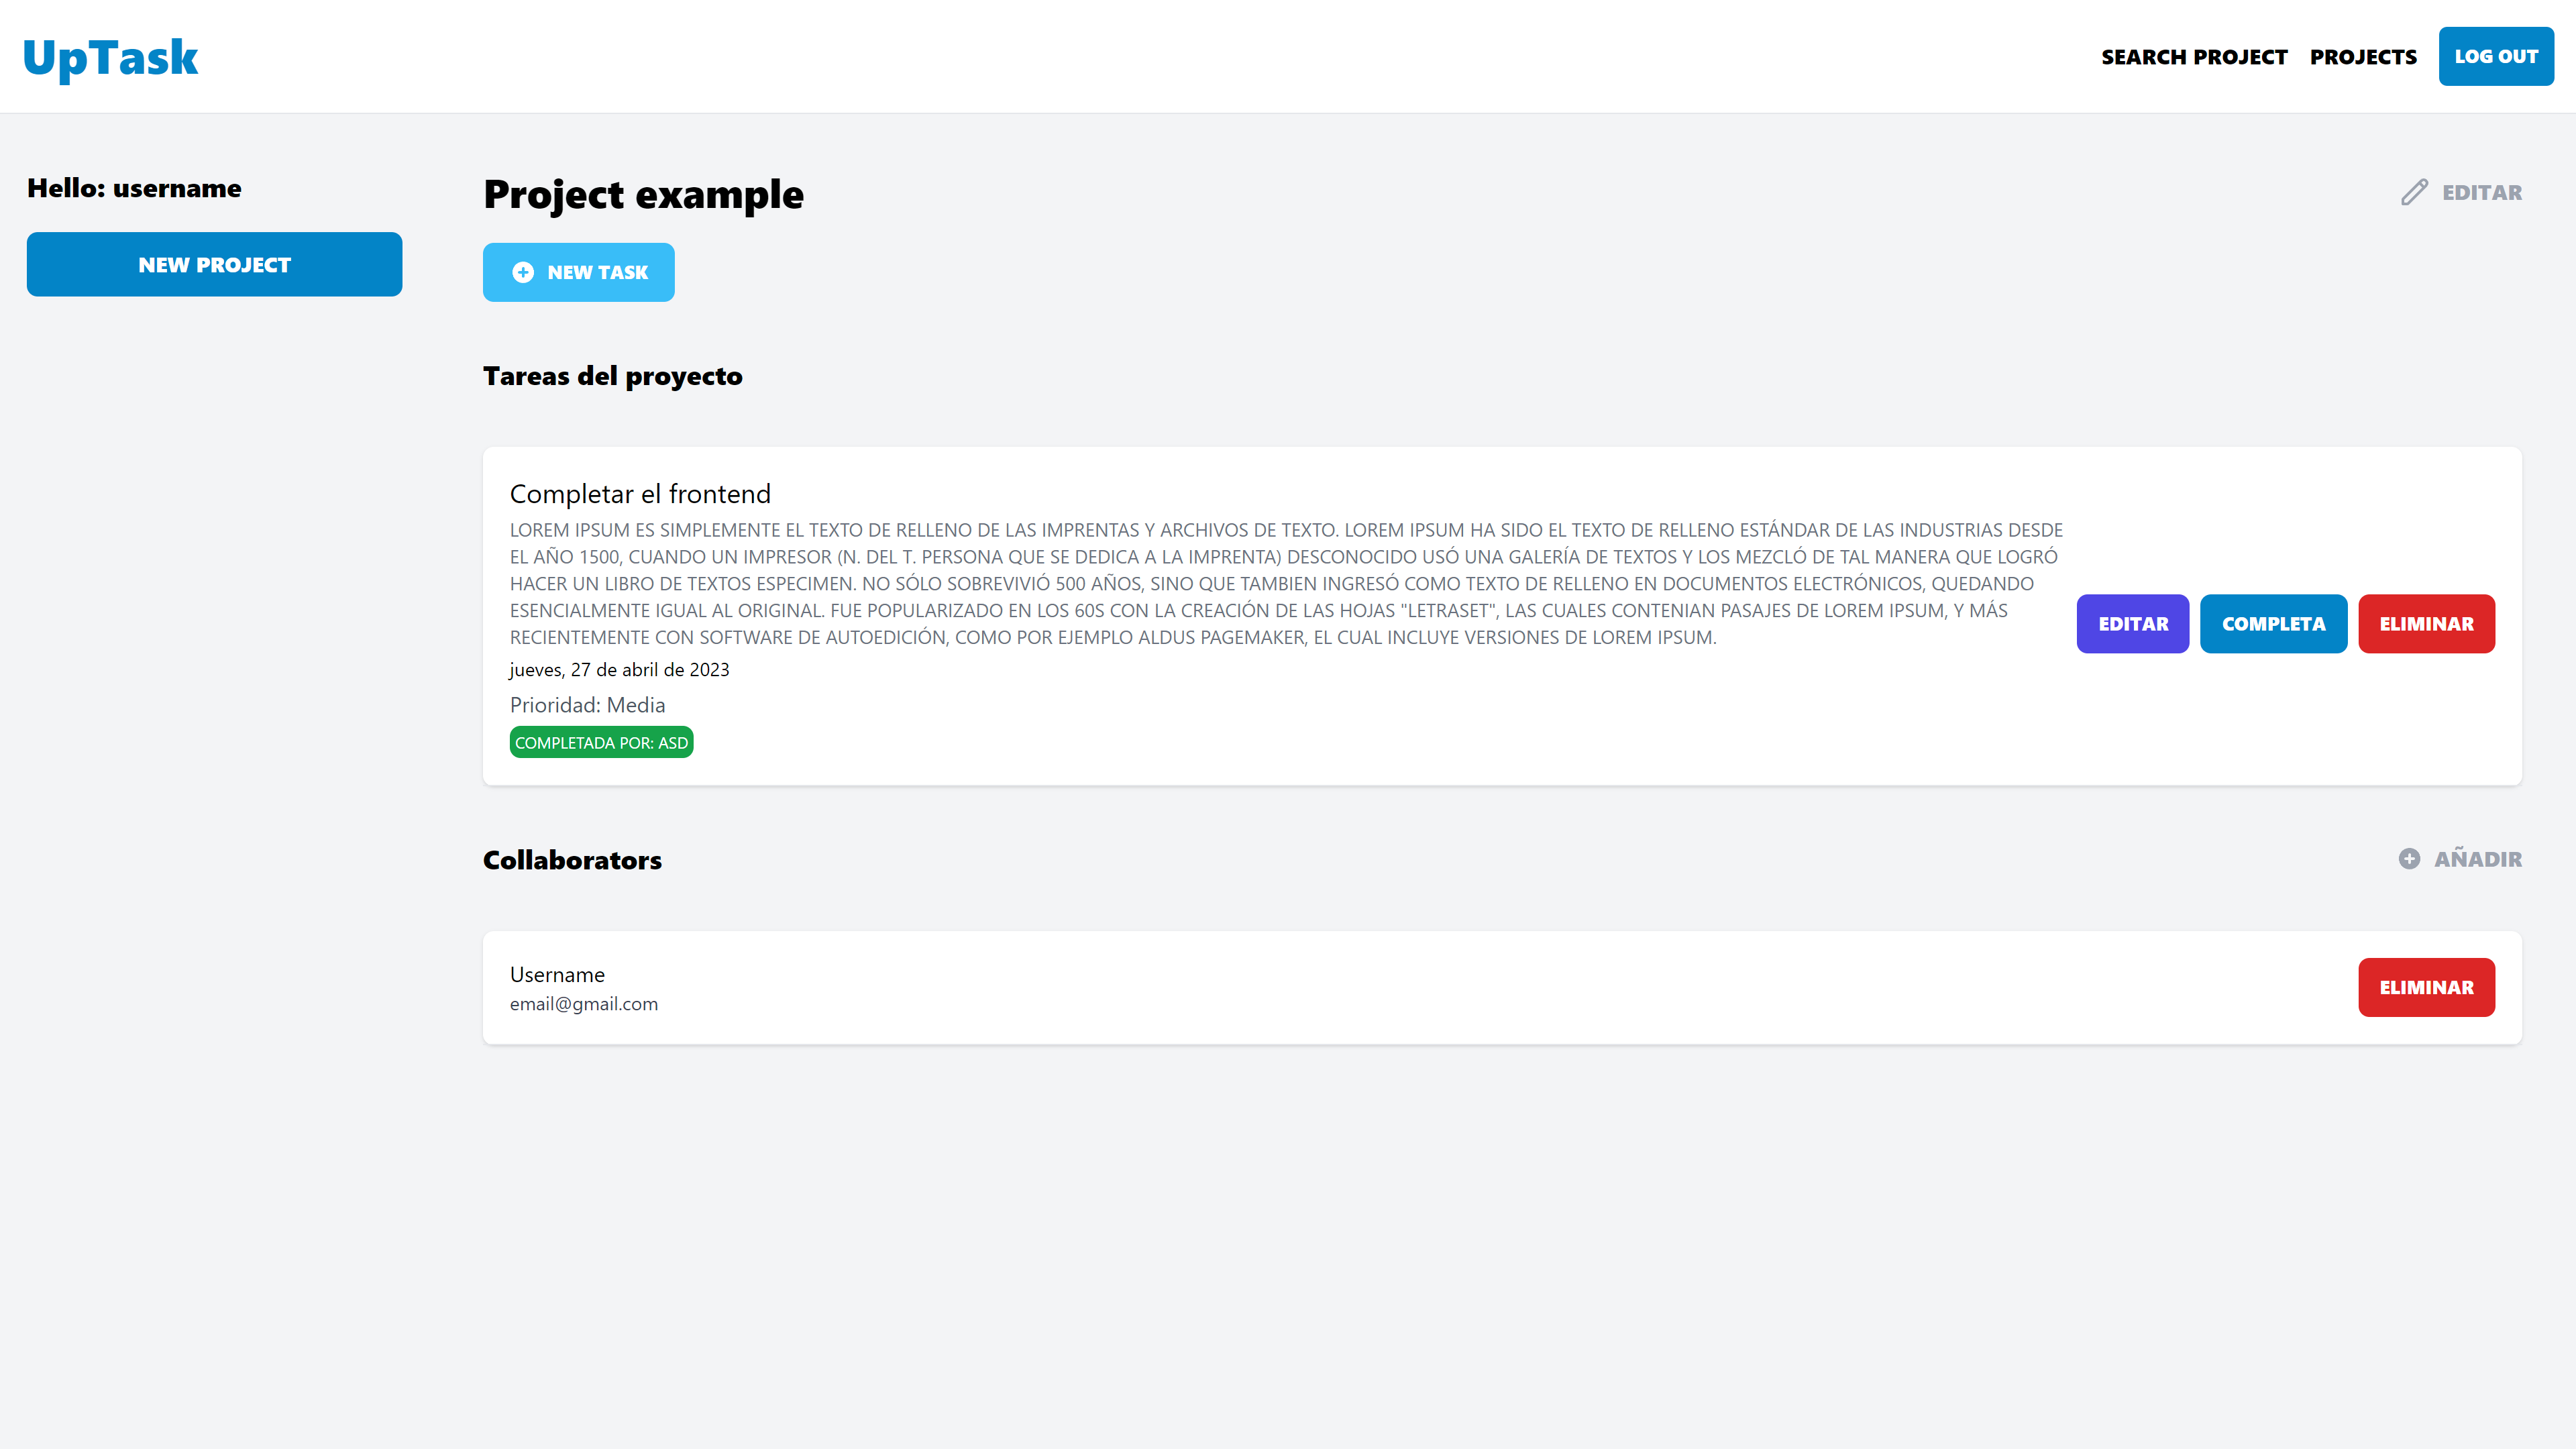 UpTask
SEARCH PROJECT
PROJECTS
LOG OUT
Hello: username
NEW PROJECT
Project example
EDITAR
NEW TASK
Tareas del proyecto
Completar el frontend
LOREM IPSUM ES SIMPLEMENTE EL TEXTO DE RELLENO DE LAS IMPRENTAS Y ARCHIVOS DE TEXTO. LOREM IPSUM HA SIDO EL TEXTO DE RELLENO ESTÁNDAR DE LAS INDUSTRIAS DESDE
EL AÑO 1500, CUANDO UN IMPRESOR (N. DEL T. PERSONA QUE SE DEDICA A LA IMPRENTA) DESCONOCIDO USÓ UNA GALERÍA DE TEXTOS Y LOS MEZCLÓ DE TAL MANERA QUE LOGRÓ
HACER UN LIBRO DE TEXTOS ESPECIMEN. NO SÓLO SOBREVIVIÓ 500 AÑOS, SINO QUE TAMBIEN INGRESÓ COMO TEXTO DE RELLENO EN DOCUMENTOS ELECTRÓNICOS, QUEDANDO
ESENCIALMENTE IGUAL AL ORIGINAL. FUE POPULARIZADO EN LOS 60S CON LA CREACIÓN DE LAS HOJAS "LETRASET", LAS CUALES CONTENIAN PASAJES DE LOREM IPSUM, Y MÁS
RECIENTEMENTE CON SOFTWARE DE AUTOEDICIÓN, COMO POR EJEMPLO ALDUS PAGEMAKER, EL CUAL INCLUYE VERSIONES DE LOREM IPSUM.
jueves, 27 de abril de 2023
Prioridad: Media
COMPLETADA POR: ASD
EDITAR
COMPLETA
ELIMINAR
Collaborators
AÑADIR
Username
email@gmail.com
ELIMINAR